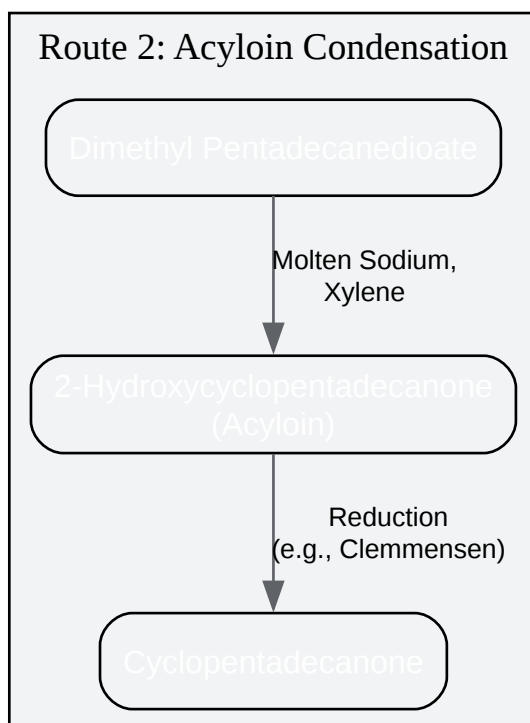 Route 2: Acyloin Condensation
Dimethyl Pentadecanedioate
Molten Sodium,
Xylene
2-Hydroxycyclopentadecanone
(Acyloin)
Reduction
(e.g., Clemmensen)
Cyclopentadecanone